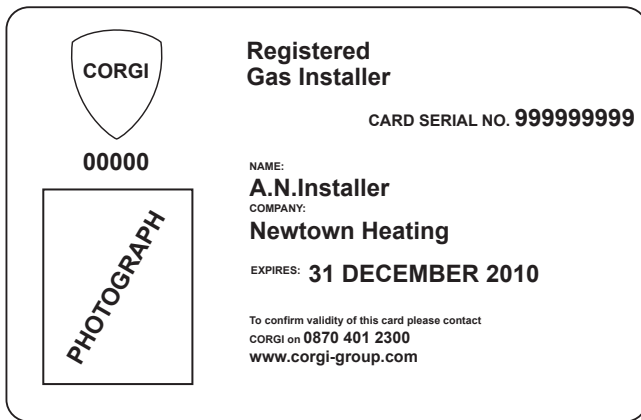 CORGI
00000
PHOTOGRAPH
Registered
Gas Installer
CARD SERIAL NO. 999999999
NAME:
A.N.Installer
COMPANY:
Newtown Heating
EXPIRES: 31 DECEMBER 2010
To confirm validity of this card please contact
CORGI on 0870 401 2300
www.corgi-group.com